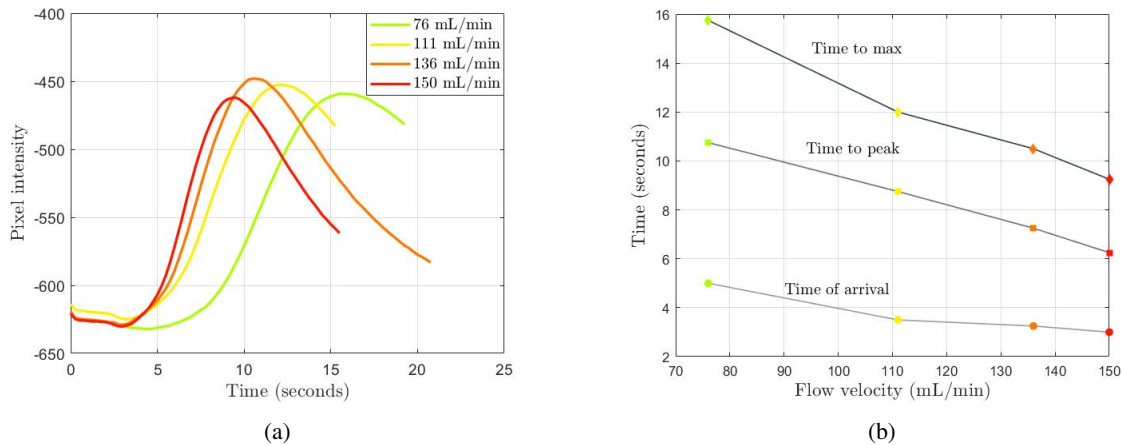 -400
-450
-500
-550
-600
-650
Pixel intensity
0 5 10 15 20 25
Time (seconds)
76 mL/min
111 mL/min
136 mL/min
150 mL/min
(a)
16
14
12
10
8
6
4
2
Time (seconds)
Time to max
Time to peak
Time of arrival
70 80 90 100 110 120 130 140 150
Flow velocity (mL/min)
(b)